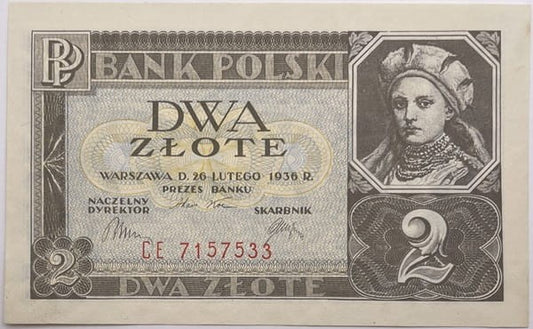 BP BANK POLSKI
DWA
ZŁOTE
WARSZAWA D. 26 LUTEGO 1936 R.
PREZES BANKU
NACZELNY
DYREKTOR
SKARBNIK
CE 7157533
2
2
DWA ZŁOTE